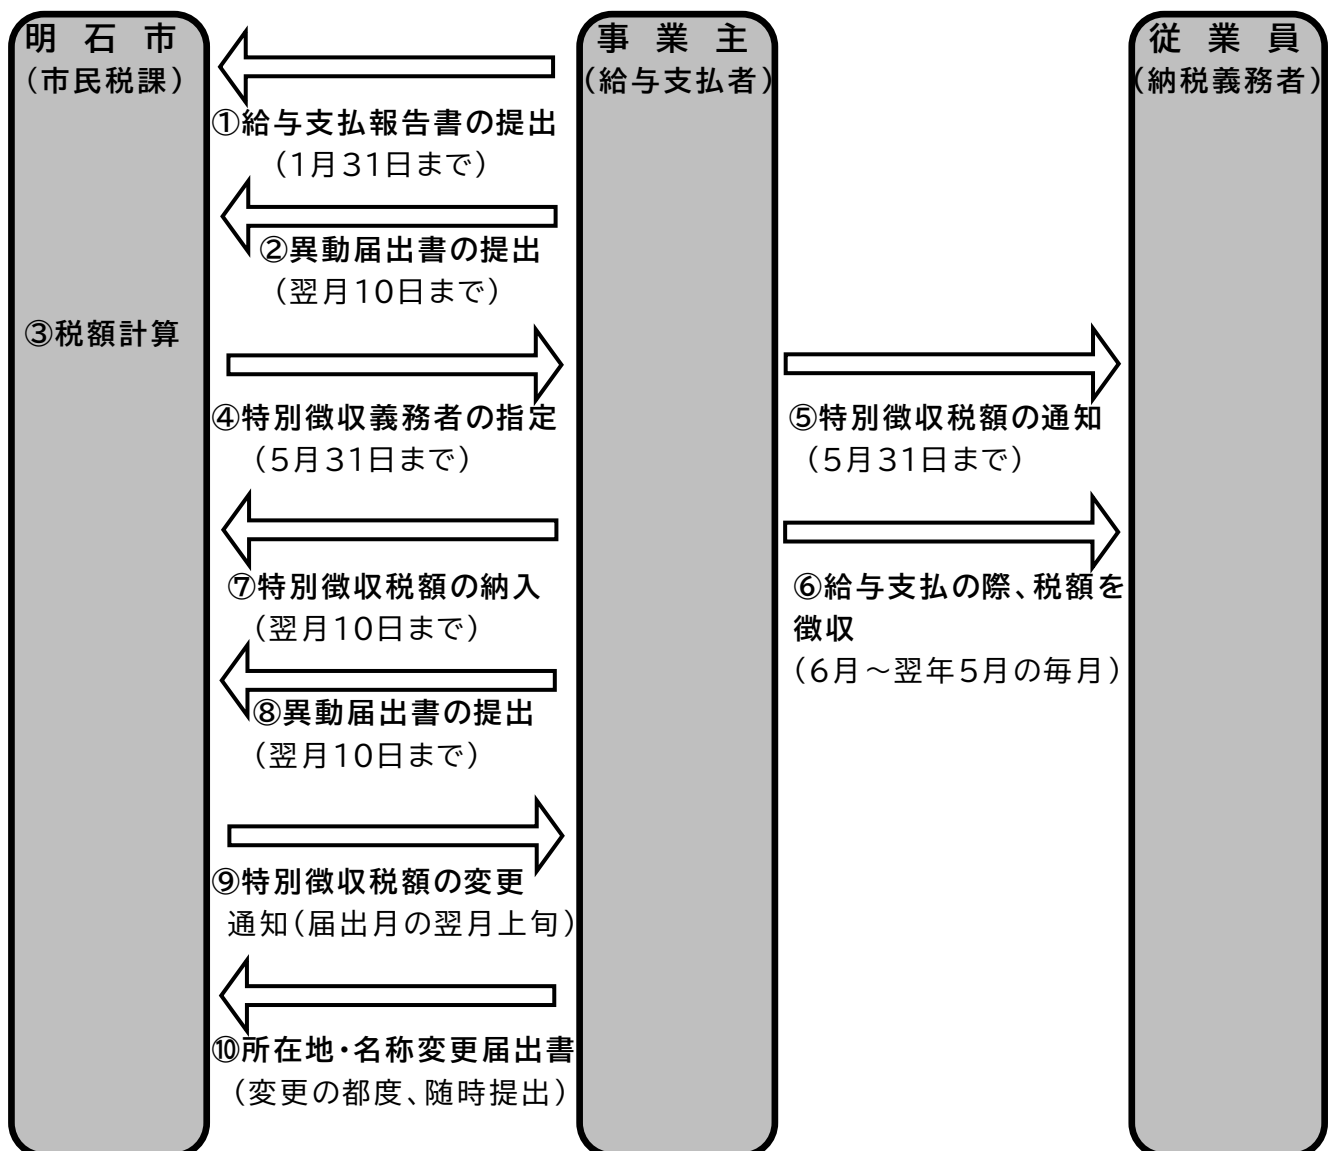 明石市
(市民税課)
事業主
(給与支払者)
従業員
(納税義務者)
①給与支払報告書の提出
(1月31日まで)
②異動届出書の提出
(翌月10日まで)
③税額計算
④特別徴収義務者の指定
(5月31日まで)
⑤特別徴収税額の通知
(5月31日まで)
⑦特別徴収税額の納入
(翌月10日まで)
⑥給与支払の際、税額を
徴収
(6月～翌年5月の毎月)
⑧異動届出書の提出
(翌月10日まで)
⑨特別徴収税額の変更
通知(届出月の翌月上旬)
⑩所在地・名称変更届出書
(変更の都度、随時提出)